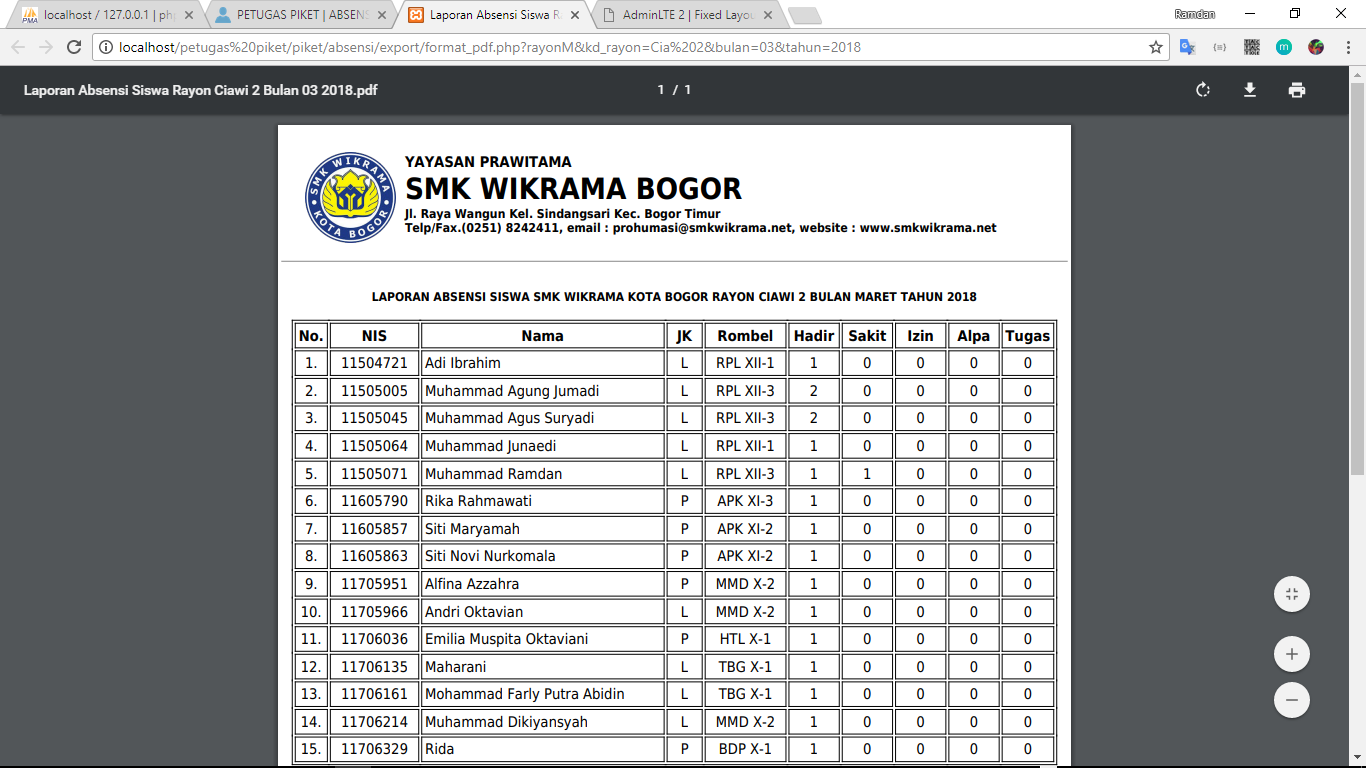 localhost / 127.0.0.1 | ph
PETUGAS PIKET | ABSENS
Laporan Absensi Siswa R
AdminLTE 2 | Fixed Layou
Ramdan
localhost/petugas%20piket/piket/absensi/export/format_pdf.php?rayonM&kd_rayon=Cia%202&bulan=03&tahun=2018
Laporan Absensi Siswa Rayon Ciawi 2 Bulan 03 2018.pdf 1 / 1
SMK WIKRAMA
KOTA BOGOR
YAYASAN PRAWITAMA
SMK WIKRAMA BOGOR
Jl. Raya Wangun Kel. Sindangsari Kec. Bogor Timur
Telp/Fax.(0251) 8242411, email : prohumasi@smkwikrama.net, website : www.smkwikrama.net
LAPORAN ABSENSI SISWA SMK WIKRAMA KOTA BOGOR RAYON CIAWI 2 BULAN MARET TAHUN 2018
No. NIS Nama JK Rombel Hadir Sakit Izin Alpa Tugas
1. 11504721 Adi Ibrahim L RPL XII-1 1 0 0 0 0
2. 11505005 Muhammad Agung Jumadi L RPL XII-3 2 0 0 0 0
3. 11505045 Muhammad Agus Suryadi L RPL XII-3 2 0 0 0 0
4. 11505064 Muhammad Junaedi L RPL XII-1 1 0 0 0 0
5. 11505071 Muhammad Ramdan L RPL XII-3 1 1 0 0 0
6. 11605790 Rika Rahmawati P APK XI-3 1 0 0 0 0
7. 11605857 Siti Maryamah P APK XI-2 1 0 0 0 0
8. 11605863 Siti Novi Nurkomala P APK XI-2 1 0 0 0 0
9. 11705951 Alfina Azzahra P MMD X-2 1 0 0 0 0
10. 11705966 Andri Oktavian L MMD X-2 1 0 0 0 0
11. 11706036 Emilia Muspita Oktaviani P HTL X-1 1 0 0 0 0
12. 11706135 Maharani L TBG X-1 1 0 0 0 0
13. 11706161 Mohammad Farly Putra Abidin L TBG X-1 1 0 0 0 0
14. 11706214 Muhammad Dikiyansyah L MMD X-2 1 0 0 0 0
15. 11706329 Rida P BDP X-1 1 0 0 0 0